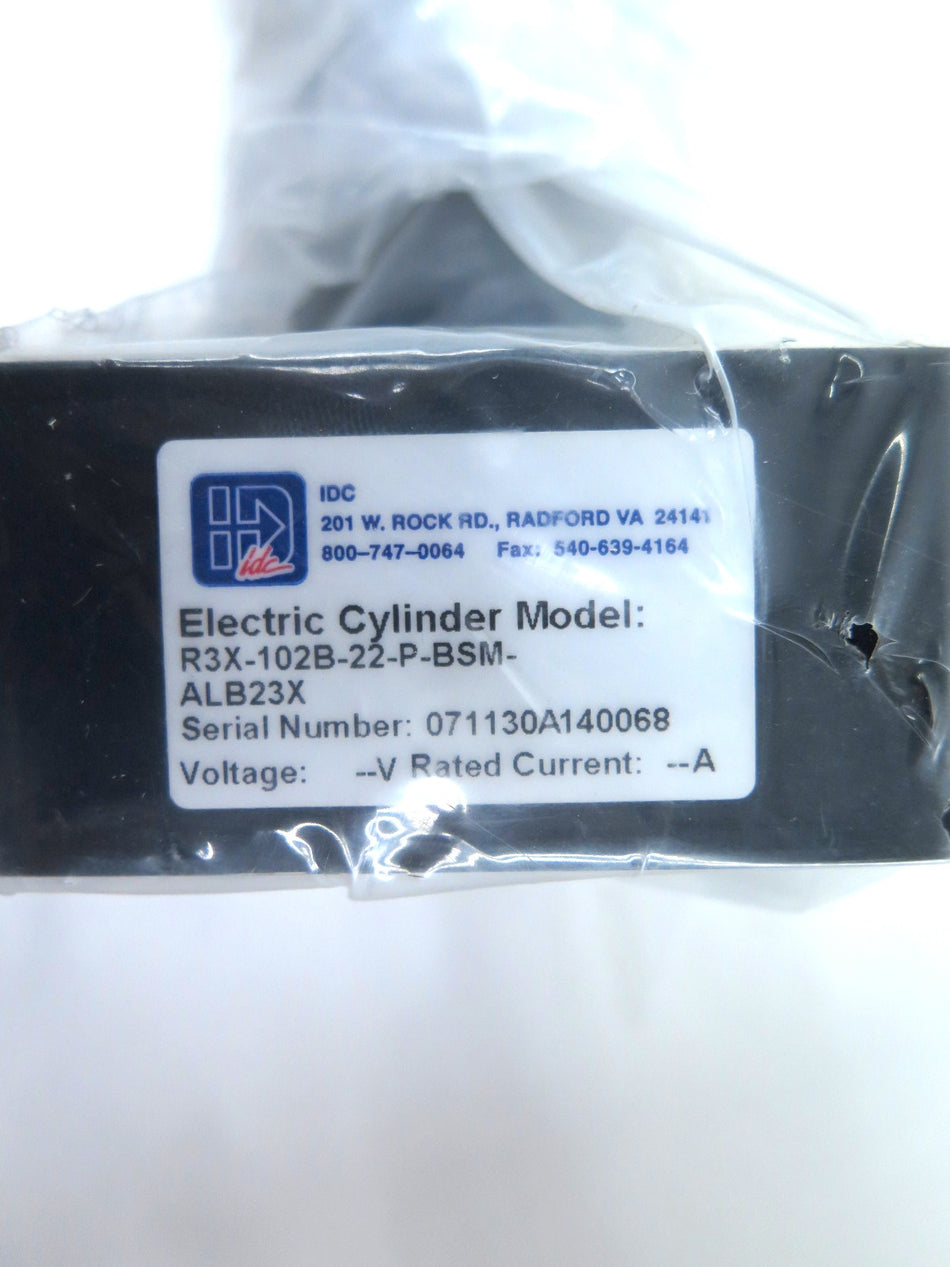 idc
IDC
201 W. ROCK RD., RADFORD VA 24141
800-747-0064 Fax: 540-639-4164
Electric Cylinder Model:
R3X-102B-22-P-BSM-
ALB23X
Serial Number: 071130A140068
Voltage: --V Rated Current: --A